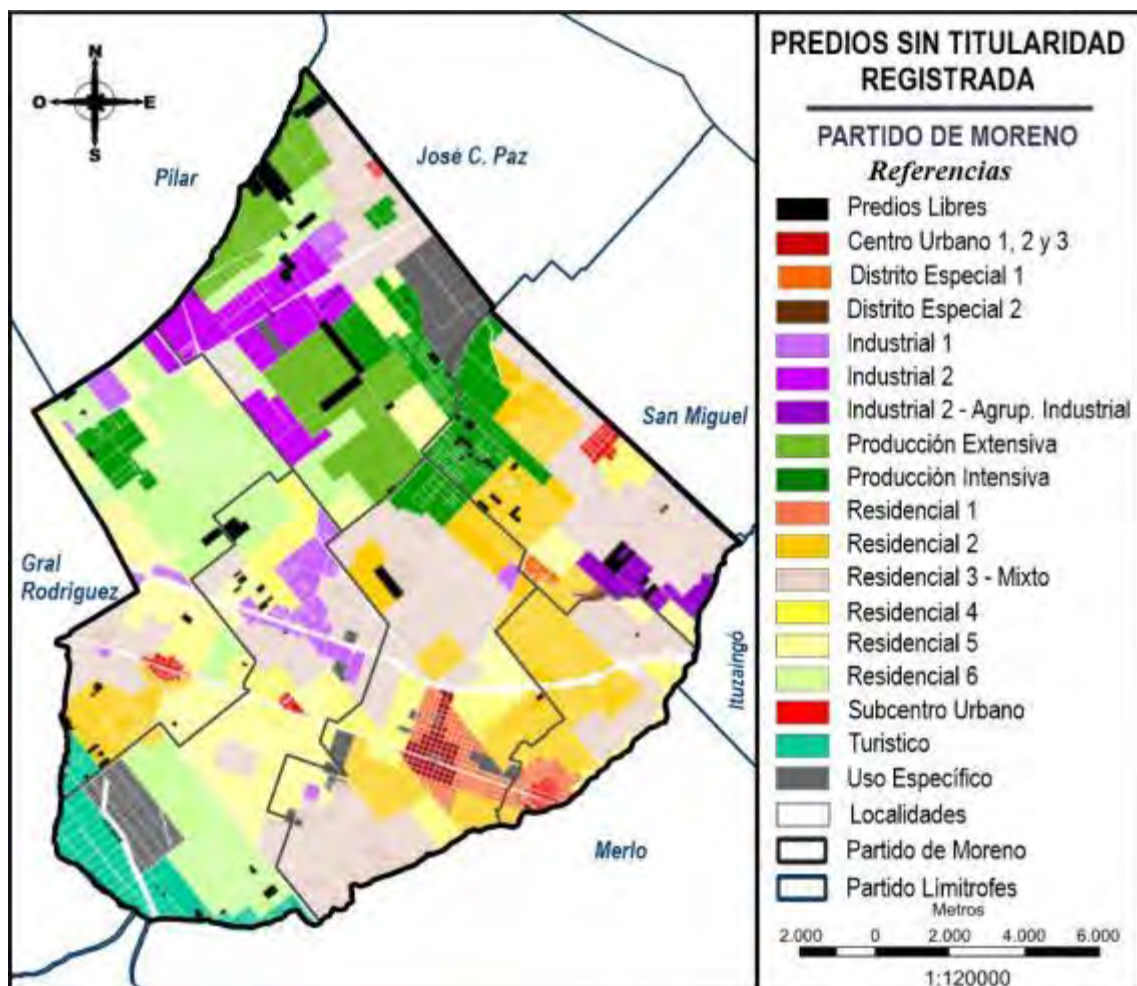 N
O
E
S
Pilar
José C. Paz
San Miguel
Gral
Rodríguez
Ituzaingó
Merlo
PREDIOS SIN TITULARIDAD
REGISTRADA
PARTIDO DE MORENO
Referencias
Predios Libres
Centro Urbano 1, 2 y 3
Distrito Especial 1
Distrito Especial 2
Industrial 1
Industrial 2
Industrial 2 - Agrup. Industrial
Producción Extensiva
Producción Intensiva
Residencial 1
Residencial 2
Residencial 3 - Mixto
Residencial 4
Residencial 5
Residencial 6
Subcentro Urbano
Turistico
Uso Específico
Localidades
Partido de Moreno
Partido Limitrofes
Metros
2.000 0 2.000 4.000 6.000
1:120000